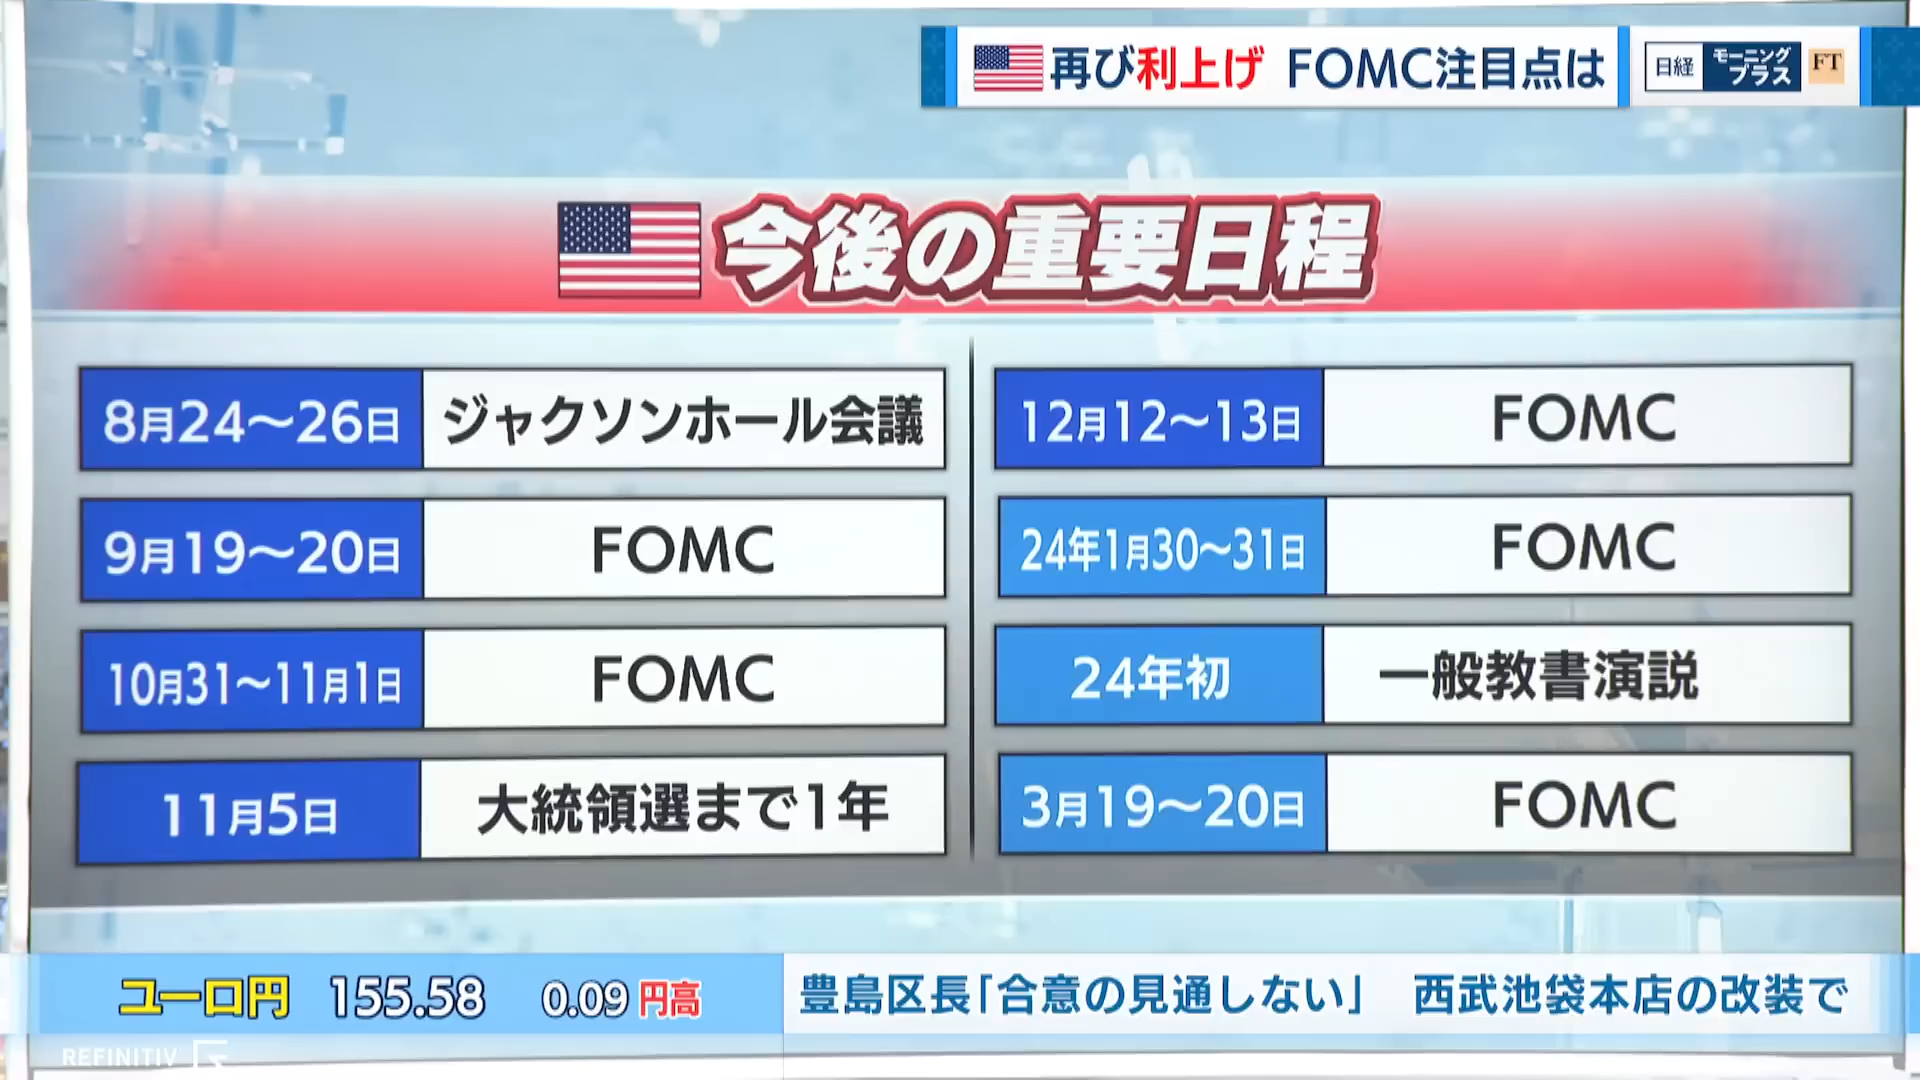 再び利上げ FOMC注目点は
日経 モーニングプラス FT
今後の重要日程
8月24～26日 ジャクソンホール会議
9月19～20日 FOMC
10月31～11月1日 FOMC
11月5日 大統領選まで1年
12月12～13日 FOMC
24年1月30～31日 FOMC
24年初 一般教書演説
3月19～20日 FOMC
ユーロ円 155.58 0.09 円高
豊島区長「合意の見通しない」 西武池袋本店の改装で
REFINITIV